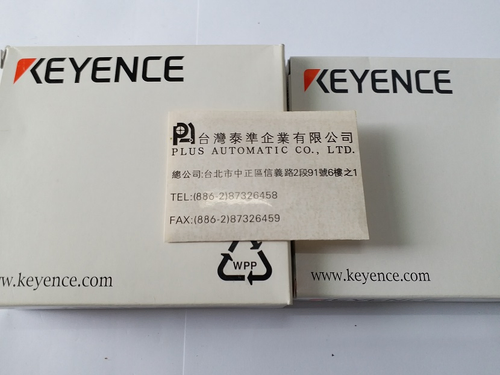 KEYENCE
KEYENCE
台灣泰準企業有限公司
PLUS AUTOMATIC CO., LTD.
總公司:台北市中正區信義路2段91號6樓之1
TEL:(886-2)87326458
FAX:(886-2)87326459
WPP
www.keyence.com
www.keyence.com